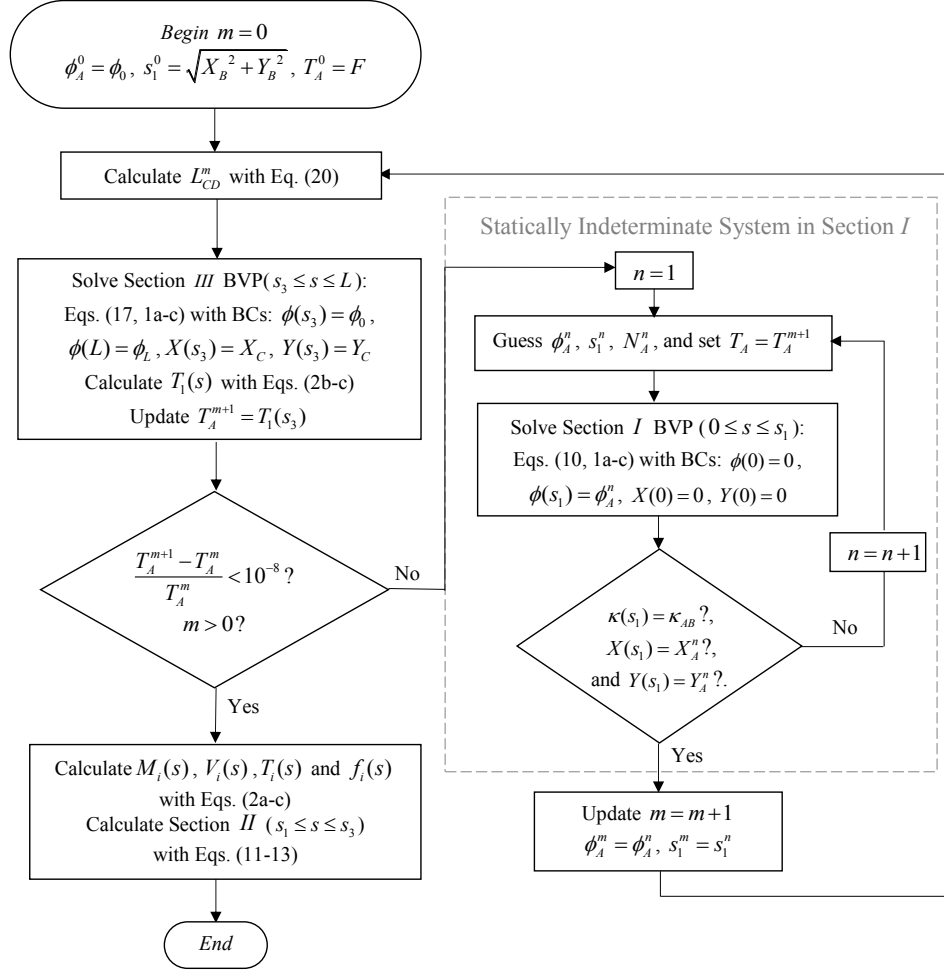 Begin m = 0
ϕ_A^0 = ϕ_0, s_1^0 = √(X_B² + Y_B²), T_A^0 = F
Calculate L_CD^m with Eq. (20)
Solve Section III BVP(s_3 ≤ s ≤ L):
Eqs. (17, 1a-c) with BCs: ϕ(s_3) = ϕ_0,
ϕ(L) = ϕ_L, X(s_3) = X_C, Y(s_3) = Y_C
Calculate T_1(s) with Eqs. (2b-c)
Update T_A^{m+1} = T_1(s_3)
(T_A^{m+1} − T_A^m) / T_A^m < 10^{-8} ?
m > 0 ?
No
Yes
Calculate M_i(s), V_i(s), T_i(s) and f_i(s)
with Eqs. (2a-c)
Calculate Section II (s_1 ≤ s ≤ s_3)
with Eqs. (11-13)
End
Statically Indeterminate System in Section I
n = 1
Guess ϕ_A^n, s_1^n, N_A^n, and set T_A = T_A^{m+1}
Solve Section I BVP (0 ≤ s ≤ s_1):
Eqs. (10, 1a-c) with BCs: ϕ(0) = 0,
ϕ(s_1) = ϕ_A^n, X(0) = 0, Y(0) = 0
n = n+1
κ(s_1) = κ_AB ?,
X(s_1) = X_A^n ?,
and Y(s_1) = Y_A^n ?.
No
Yes
Update m = m+1
ϕ_A^m = ϕ_A^n, s_1^m = s_1^n